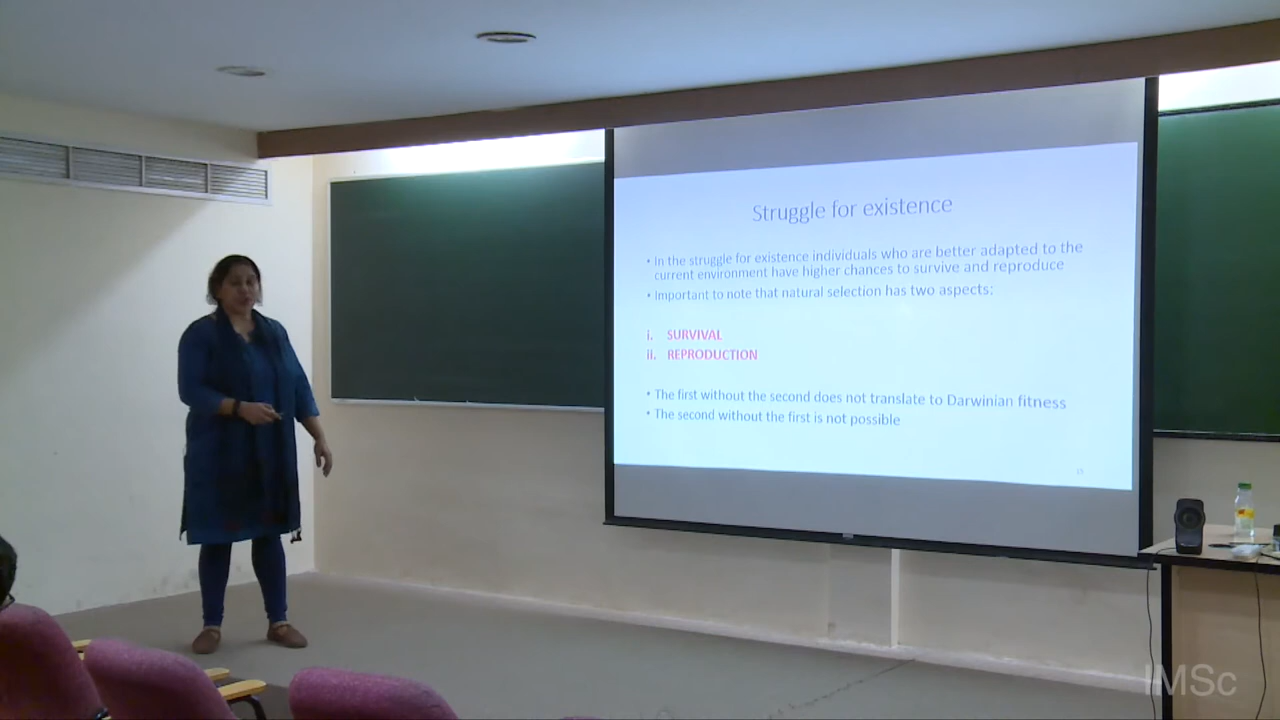 Struggle for existence
• In the struggle for existence individuals who are better adapted to the
current environment have higher chances to survive and reproduce
• Important to note that natural selection has two aspects:
i. SURVIVAL
ii. REPRODUCTION
• The first without the second does not translate to Darwinian fitness
• The second without the first is not possible
IMSc